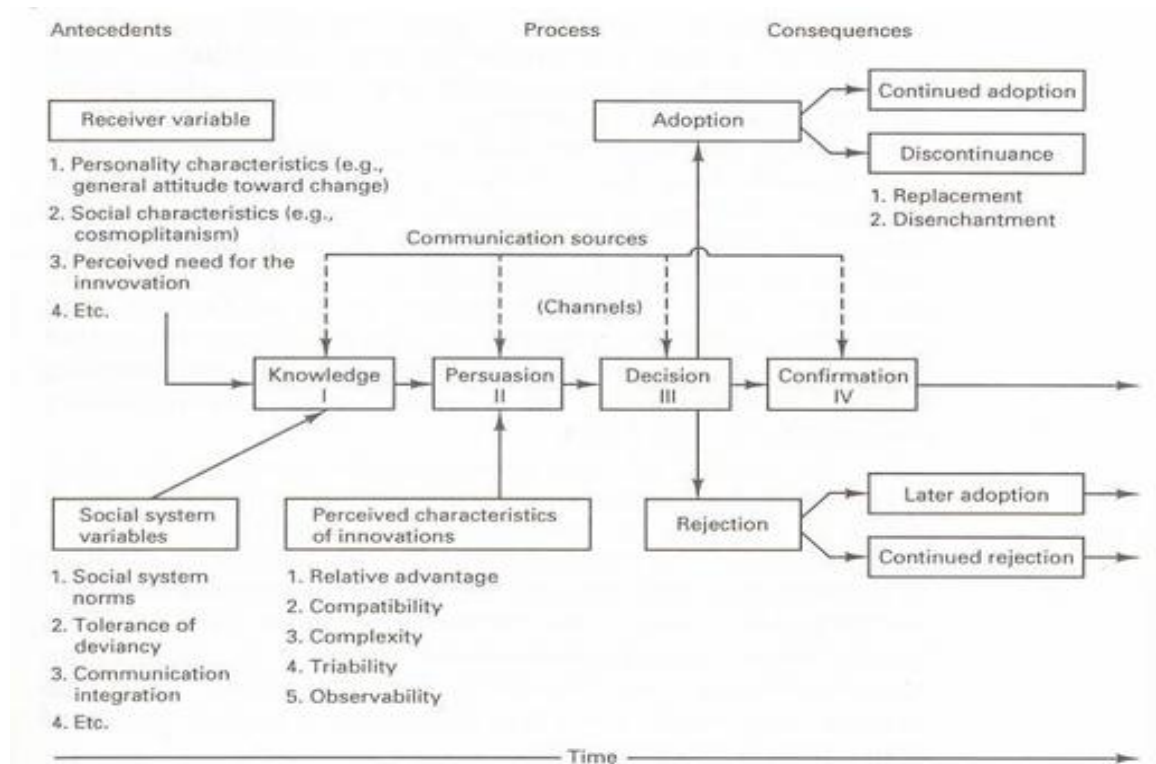 Antecedents
Process
Consequences
Receiver variable
1. Personality characteristics (e.g.,
general attitude toward change)
2. Social characteristics (e.g.,
cosmoplitanism)
3. Perceived need for the
innvovation
4. Etc.
Adoption
Continued adoption
Discontinuance
1. Replacement
2. Disenchantment
Communication sources
(Channels)
Knowledge
I
Persuasion
II
Decision
III
Confirmation
IV
Social system
variables
1. Social system
norms
2. Tolerance of
deviancy
3. Communication
integration
4. Etc.
Perceived characteristics
of innovations
1. Relative advantage
2. Compatibility
3. Complexity
4. Triability
5. Observability
Rejection
Later adoption
Continued rejection
Time